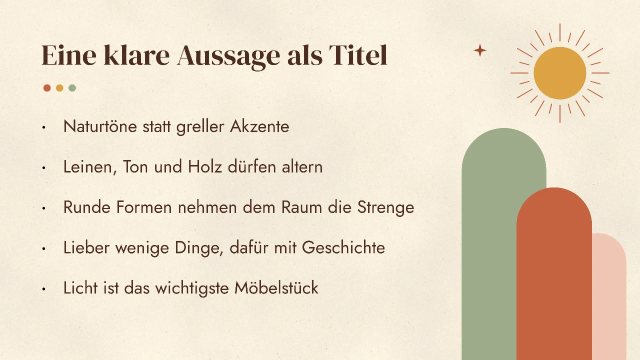 Eine klare Aussage als Titel
· Naturtöne statt greller Akzente
· Leinen, Ton und Holz dürfen altern
· Runde Formen nehmen dem Raum die Strenge
· Lieber wenige Dinge, dafür mit Geschichte
· Licht ist das wichtigste Möbelstück